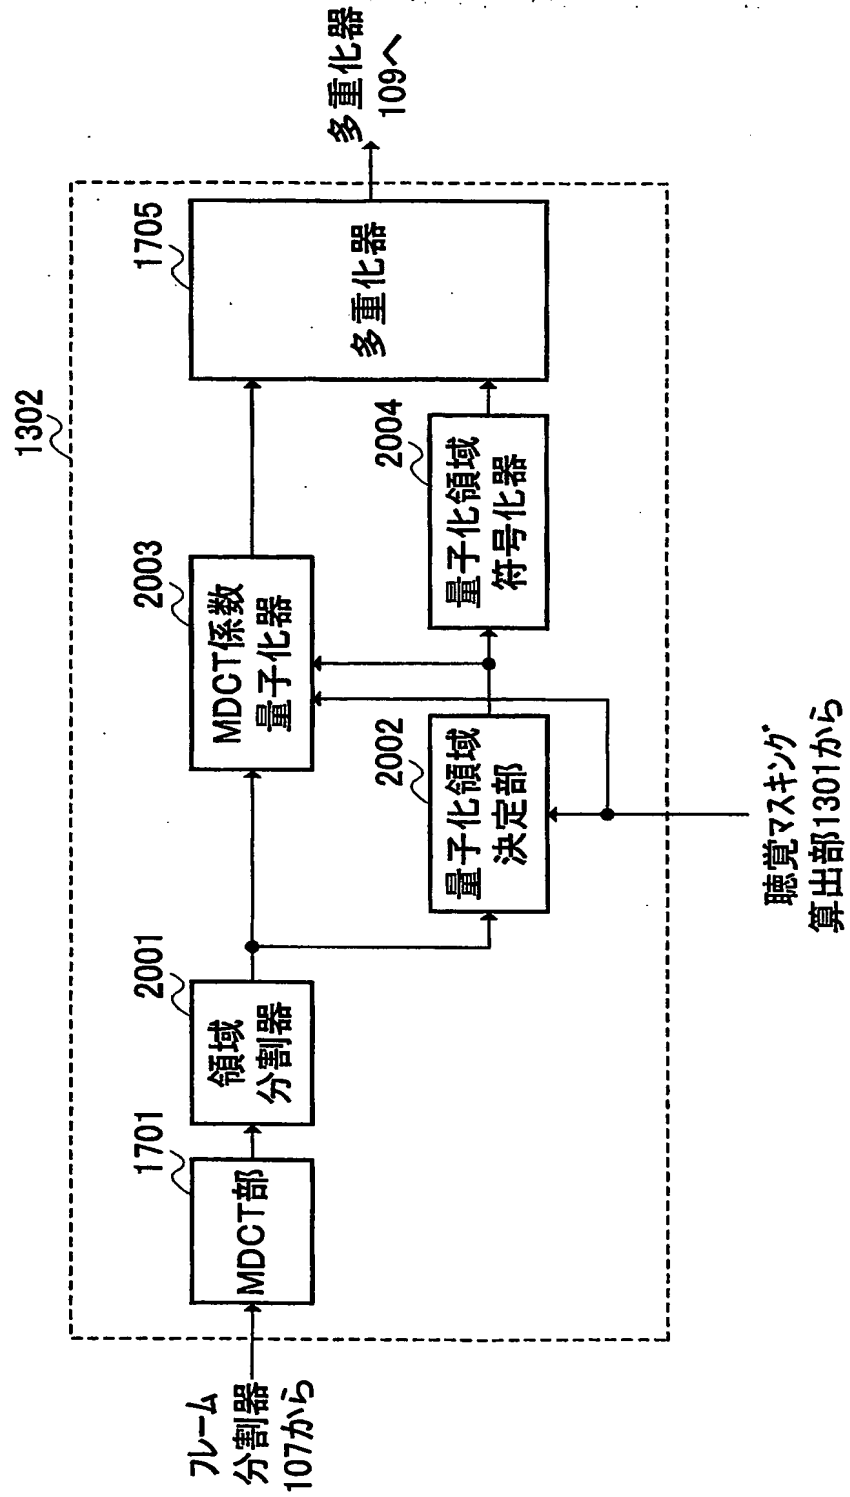 1302
フレーム
分割器
107から
1701
MDCT部
2001
領域
分割器
2003
MDCT係数
量子化器
1705
多重化器
多重化器
109へ
2002
量子化領域
決定部
2004
量子化領域
符号化器
聴覚マスキング
算出部1301から